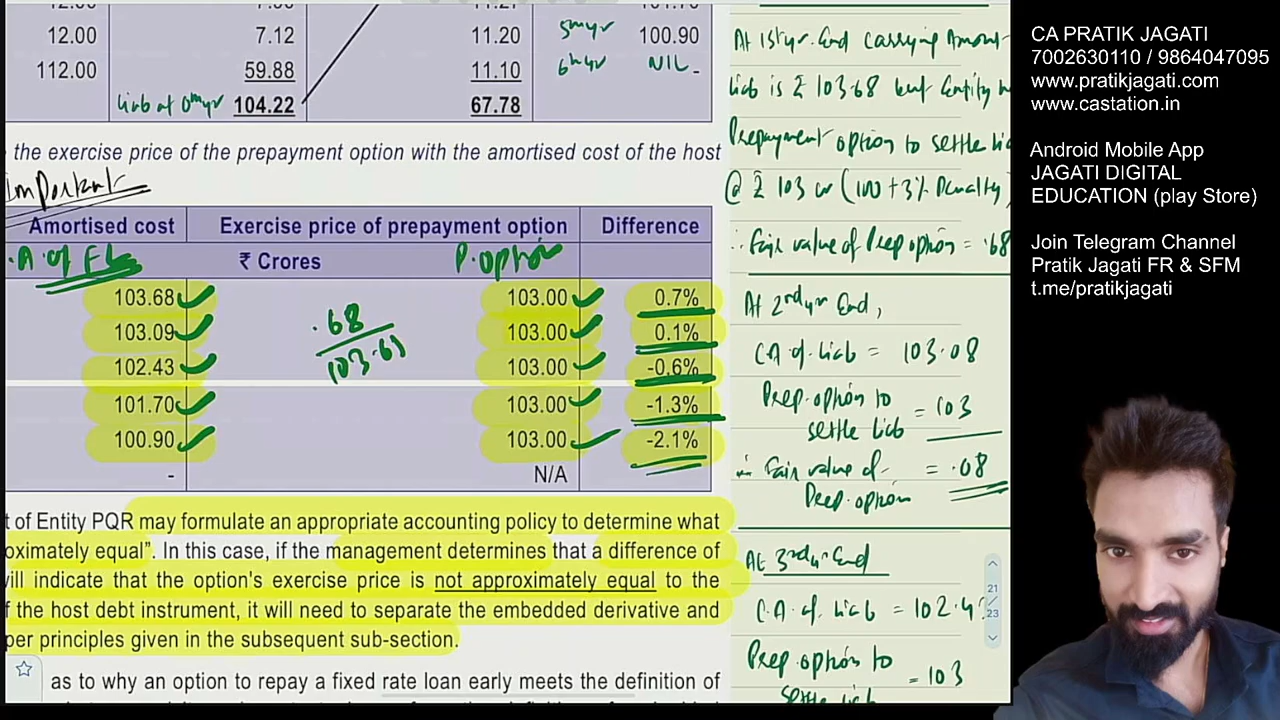 12.00 7.12 11.20 5th yr 100.90
112.00 59.88 11.10 6th yr NIL -
liab at 0th yr 104.22 67.78
the exercise price of the prepayment option with the amortised cost of the host
Important
Amortised cost Exercise price of prepayment option Difference
.A of FL ₹ Crores P.option
103.68 103.00 0.7%
103.09 103.00 0.1%
102.43 103.00 -0.6%
101.70 103.00 -1.3%
100.90 103.00 -2.1%
- N/A
.68
t of Entity PQR may formulate an appropriate accounting policy to determine what
oximately equal”. In this case, if the management determines that a difference of
will indicate that the option's exercise price is not approximately equal to the
f the host debt instrument, it will need to separate the embedded derivative and
per principles given in the subsequent sub-section.
as to why an option to repay a fixed rate loan early meets the definition of
At 1st yr. End carrying Amount
liab is ₹ 103.68 but Entity
Prepayment option to settle
@ ₹ 103 cr (100+3% Penalty)
∴ Fair value of Prep option = .68
At 2nd yr End,
CA of liab = 103.08
Prep. option to
settle liab = 103
∴ Fair value of = .08
Prep. option
At 3rd yr End
C.A. of liab = 102.4
Prep option to = 103
settle liab
21
23
CA PRATIK JAGATI
7002630110 / 9864047095
www.pratikjagati.com
www.castation.in
Android Mobile App
JAGATI DIGITAL
EDUCATION (play Store)
Join Telegram Channel
Pratik Jagati FR & SFM
t.me/pratikjagati